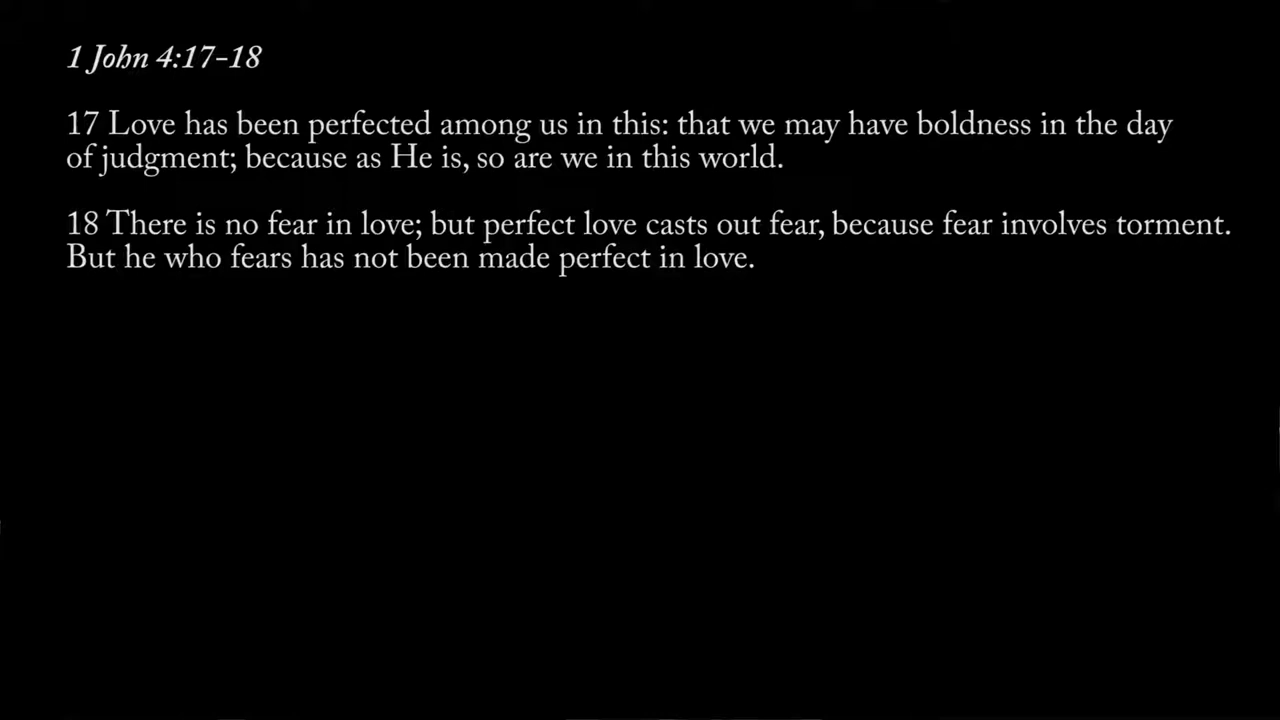 1 John 4:17-18
17 Love has been perfected among us in this: that we may have boldness in the day
of judgment; because as He is, so are we in this world.
18 There is no fear in love; but perfect love casts out fear, because fear involves torment.
But he who fears has not been made perfect in love.